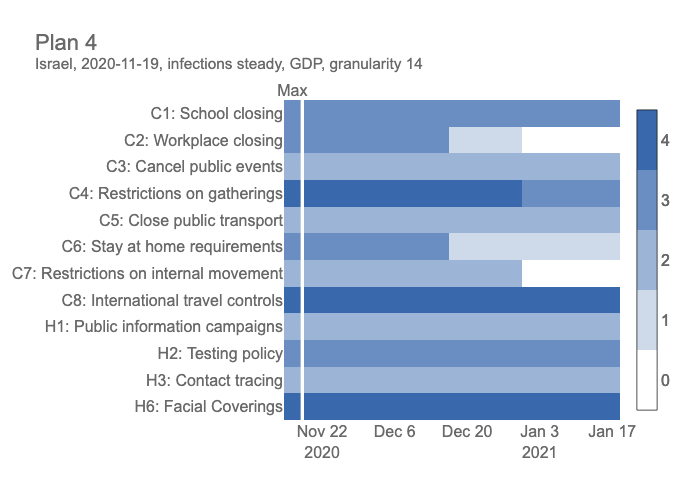 Plan 4
Israel, 2020-11-19, infections steady, GDP, granularity 14
Max
C1: School closing
C2: Workplace closing
C3: Cancel public events
C4: Restrictions on gatherings
C5: Close public transport
C6: Stay at home requirements
C7: Restrictions on internal movement
C8: International travel controls
H1: Public information campaigns
H2: Testing policy
H3: Contact tracing
H6: Facial Coverings
Nov 22 Dec 6 Dec 20 Jan 3 Jan 17
2020 2021
4
3
2
1
0